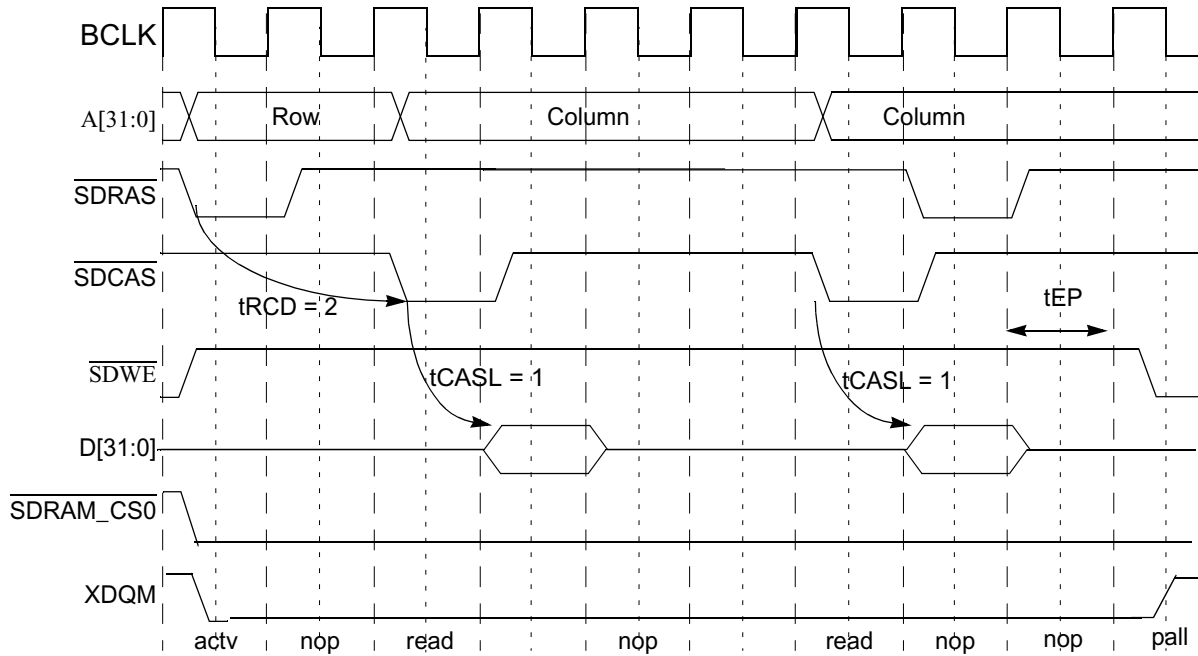 BCLK
A[31:0] Row Column Column
SDRAS
SDCAS
tRCD = 2
tEP
SDWE
tCASL = 1 tCASL = 1
D[31:0]
SDRAM_CS0
XDQM
actv nop read nop read nop nop pall